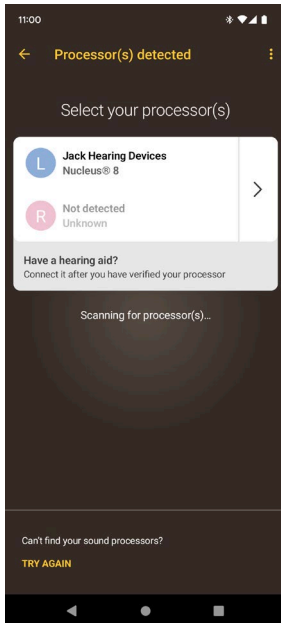 11:00
Processor(s) detected
Select your processor(s)
L
Jack Hearing Devices
Nucleus® 8
R
Not detected
Unknown
Have a hearing aid?
Connect it after you have verified your processor
Scanning for processor(s)...
Can't find your sound processors?
TRY AGAIN